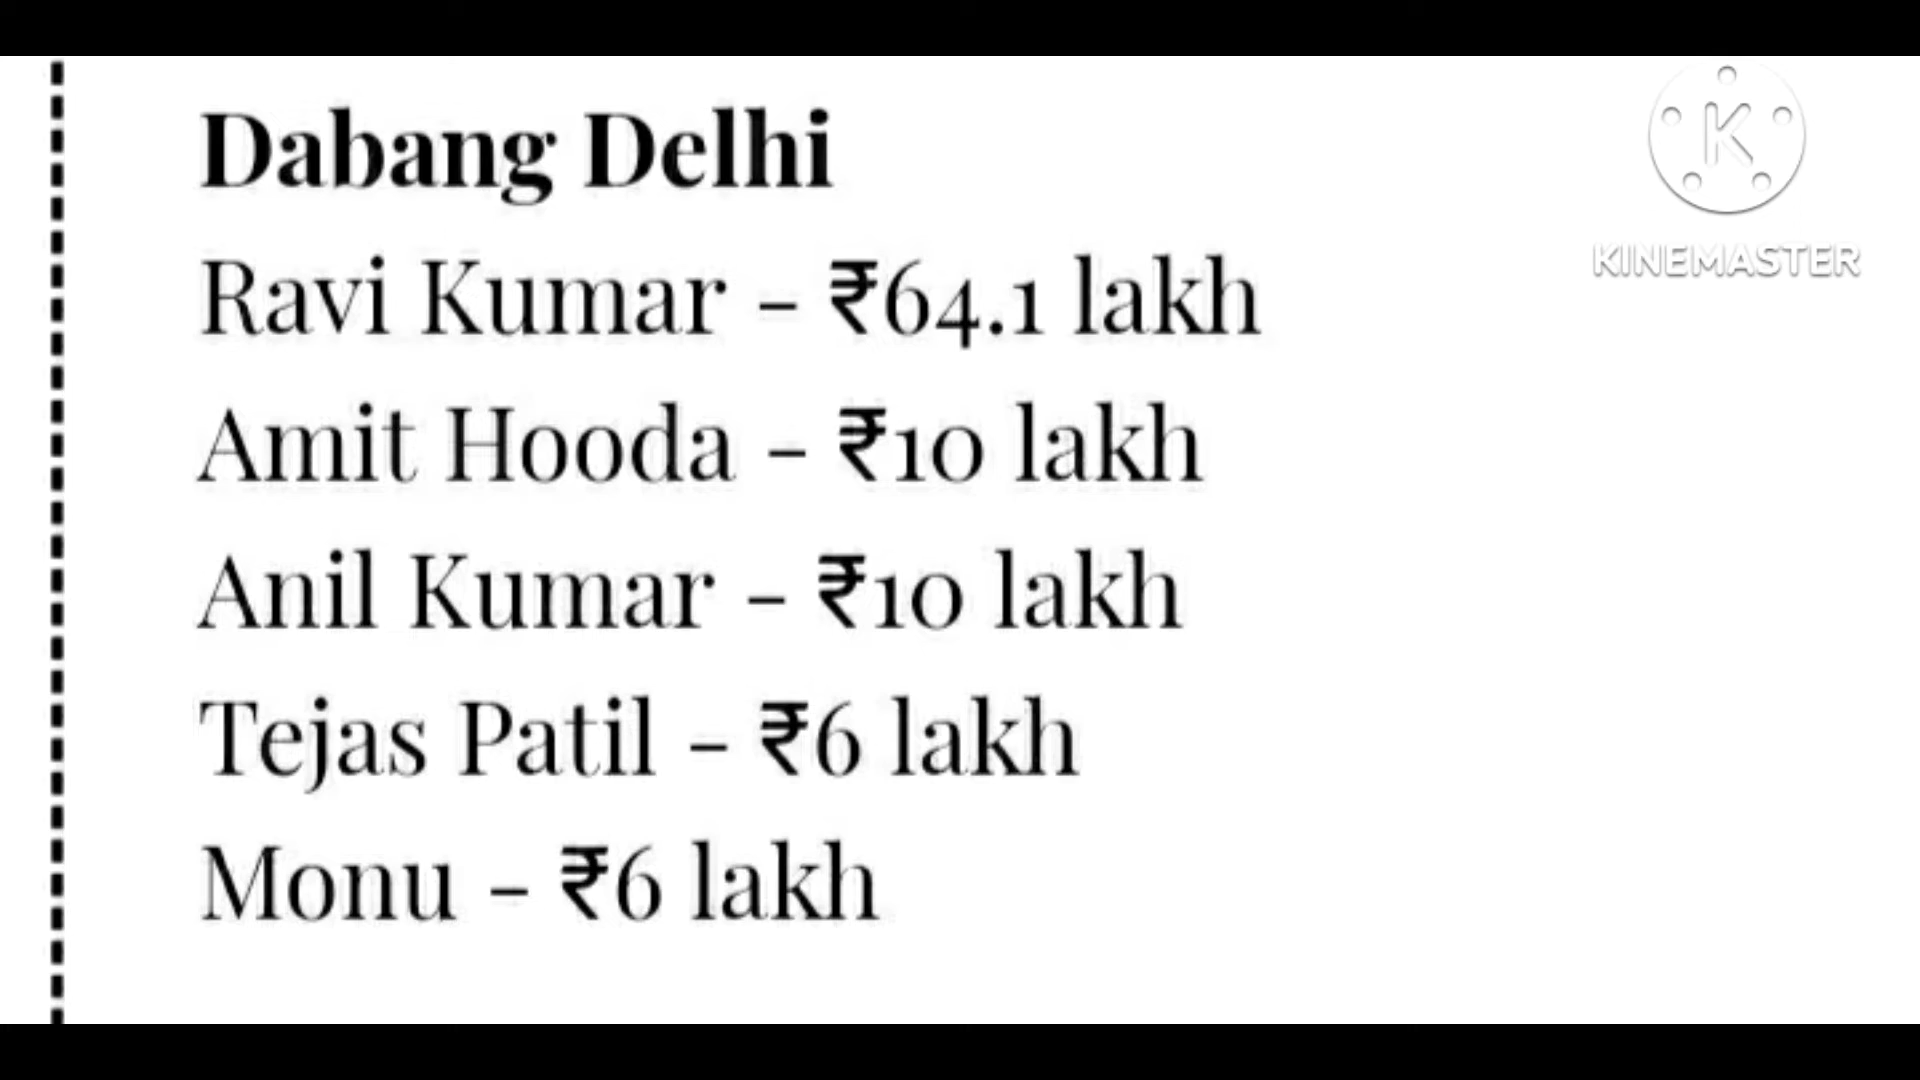 Dabang Delhi
Ravi Kumar - ₹64.1 lakh
Amit Hooda - ₹10 lakh
Anil Kumar - ₹10 lakh
Tejas Patil - ₹6 lakh
Monu - ₹6 lakh
K
KINEMASTER